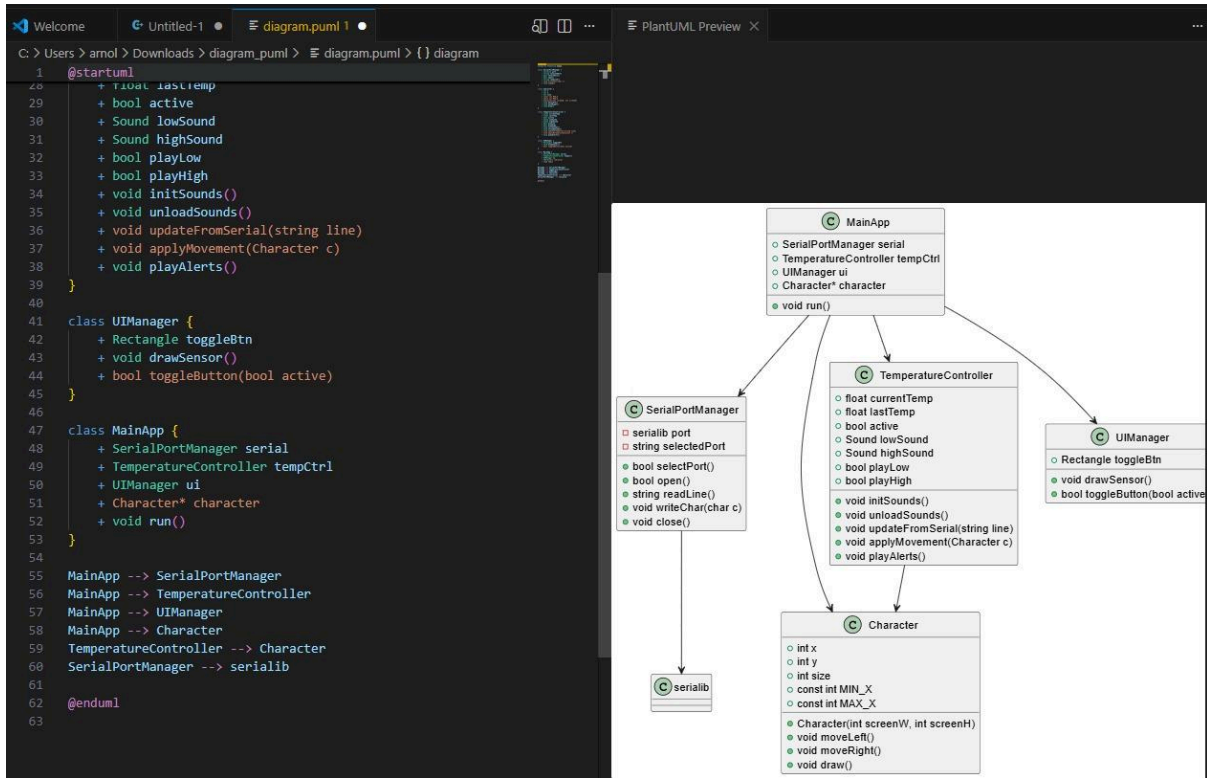 Welcome
Untitled-1
diagram.puml 1
C: > Users > arnol > Downloads > diagram_puml > diagram.puml > { } diagram
1 @startuml
28 + float lastTemp
29 + bool active
30 + Sound lowSound
31 + Sound highSound
32 + bool playLow
33 + bool playHigh
34 + void initSounds()
35 + void unloadSounds()
36 + void updateFromSerial(string line)
37 + void applyMovement(Character c)
38 + void playAlerts()
39 }
40
41 class UIManager {
42 + Rectangle toggleBtn
43 + void drawSensor()
44 + bool toggleButton(bool active)
45 }
46
47 class MainApp {
48 + SerialPortManager serial
49 + TemperatureController tempCtrl
50 + UIManager ui
51 + Character* character
52 + void run()
53 }
54
55 MainApp --> SerialPortManager
56 MainApp --> TemperatureController
57 MainApp --> UIManager
58 MainApp --> Character
59 TemperatureController --> Character
60 SerialPortManager --> serialib
61
62 @enduml
63
PlantUML Preview
C MainApp
SerialPortManager serial
TemperatureController tempCtrl
UIManager ui
Character* character
void run()
C SerialPortManager
serialib port
string selectedPort
bool selectPort()
bool open()
string readLine()
void writeChar(char c)
void close()
C TemperatureController
float currentTemp
float lastTemp
bool active
Sound lowSound
Sound highSound
bool playLow
bool playHigh
void initSounds()
void unloadSounds()
void updateFromSerial(string line)
void applyMovement(Character c)
void playAlerts()
C UIManager
Rectangle toggleBtn
void drawSensor()
bool toggleButton(bool active
C serialib
C Character
int x
int y
int size
const int MIN_X
const int MAX_X
Character(int screenW, int screenH)
void moveLeft()
void moveRight()
void draw()